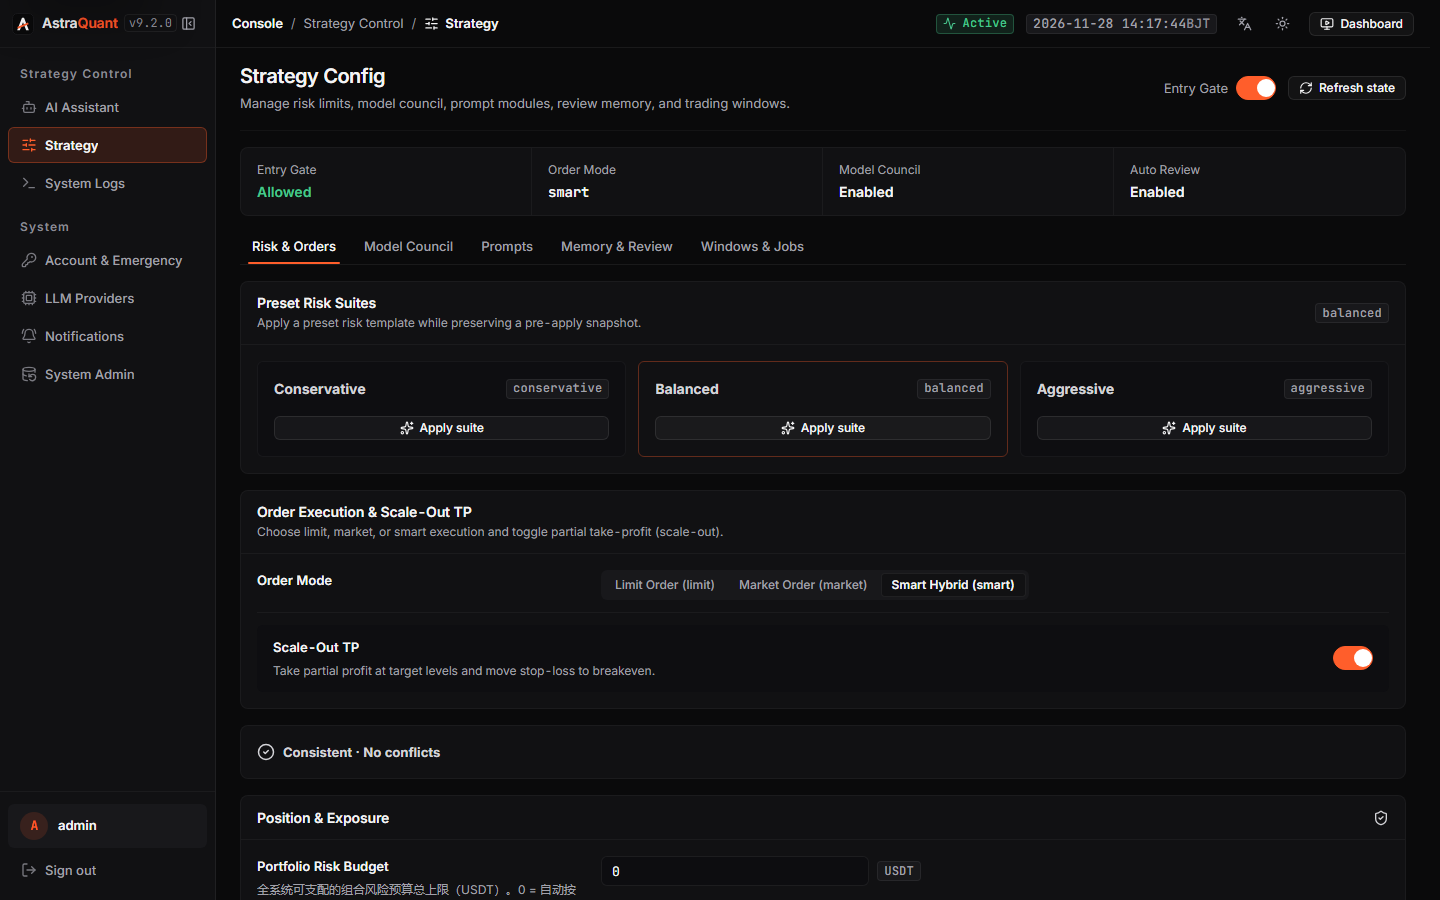 AstraQuant v9.2.0
Console / Strategy Control / Strategy
Active
2026-11-28 14:17:44BJT
Dashboard
Strategy Control
AI Assistant
Strategy
System Logs
System
Account & Emergency
LLM Providers
Notifications
System Admin
A admin
Sign out
Strategy Config
Manage risk limits, model council, prompt modules, review memory, and trading windows.
Entry Gate
Refresh state
Entry Gate
Allowed
Order Mode
smart
Model Council
Enabled
Auto Review
Enabled
Risk & Orders
Model Council
Prompts
Memory & Review
Windows & Jobs
Preset Risk Suites
Apply a preset risk template while preserving a pre-apply snapshot.
balanced
Conservative
conservative
Apply suite
Balanced
balanced
Apply suite
Aggressive
aggressive
Apply suite
Order Execution & Scale-Out TP
Choose limit, market, or smart execution and toggle partial take-profit (scale-out).
Order Mode
Limit Order (limit)
Market Order (market)
Smart Hybrid (smart)
Scale-Out TP
Take partial profit at target levels and move stop-loss to breakeven.
Consistent · No conflicts
Position & Exposure
Portfolio Risk Budget
0
USDT
全系统可支配的组合风险预算总上限（USDT）。0 = 自动按